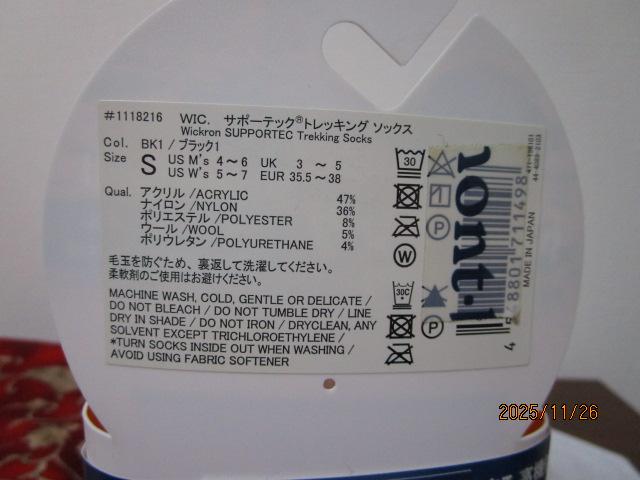 #1118216 WIC. サポーテック®トレッキング ソックス
Wickron SUPPORTEC Trekking Socks
Col. BK1 / ブラック1
Size S US M's 4～6 UK 3 ～ 5
US W's 5～7 EUR 35.5～38
Qual. アクリル/ACRYLIC 47%
ナイロン/NYLON 36%
ポリエステル/POLYESTER 8%
ウール/WOOL 5%
ポリウレタン/POLYURETHANE 4%
毛玉を防ぐため、裏返して洗濯してください。
柔軟剤のご使用はお避けください。
MACHINE WASH, COLD, GENTLE OR DELICATE /
DO NOT BLEACH / DO NOT TUMBLE DRY / LINE
DRY IN SHADE / DO NOT IRON / DRYCLEAN, ANY
SOLVENT EXCEPT TRICHLOROETHYLENE /
*TURN SOCKS INSIDE OUT WHEN WASHING /
AVOID USING FABRIC SOFTENER
30
W
30C
P
P
ont·
MADE IN JAPAN
2025/11/26